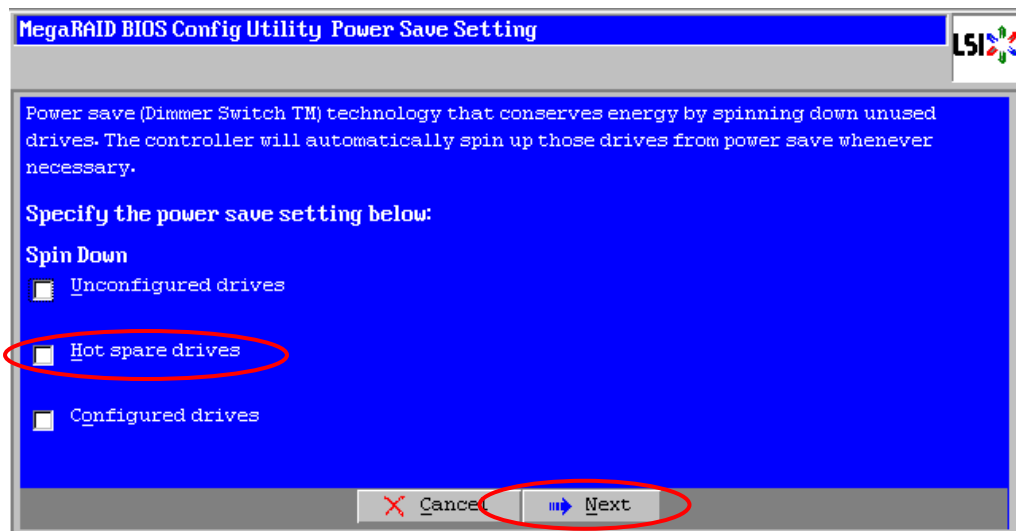 MegaRAID BIOS Config Utility Power Save Setting
LSI
Power save (Dimmer Switch TM) technology that conserves energy by spinning down unused
drives. The controller will automatically spin up those drives from power save whenever
necessary.
Specify the power save setting below:
Spin Down
Unconfigured drives
Hot spare drives
Configured drives
Cancel
Next